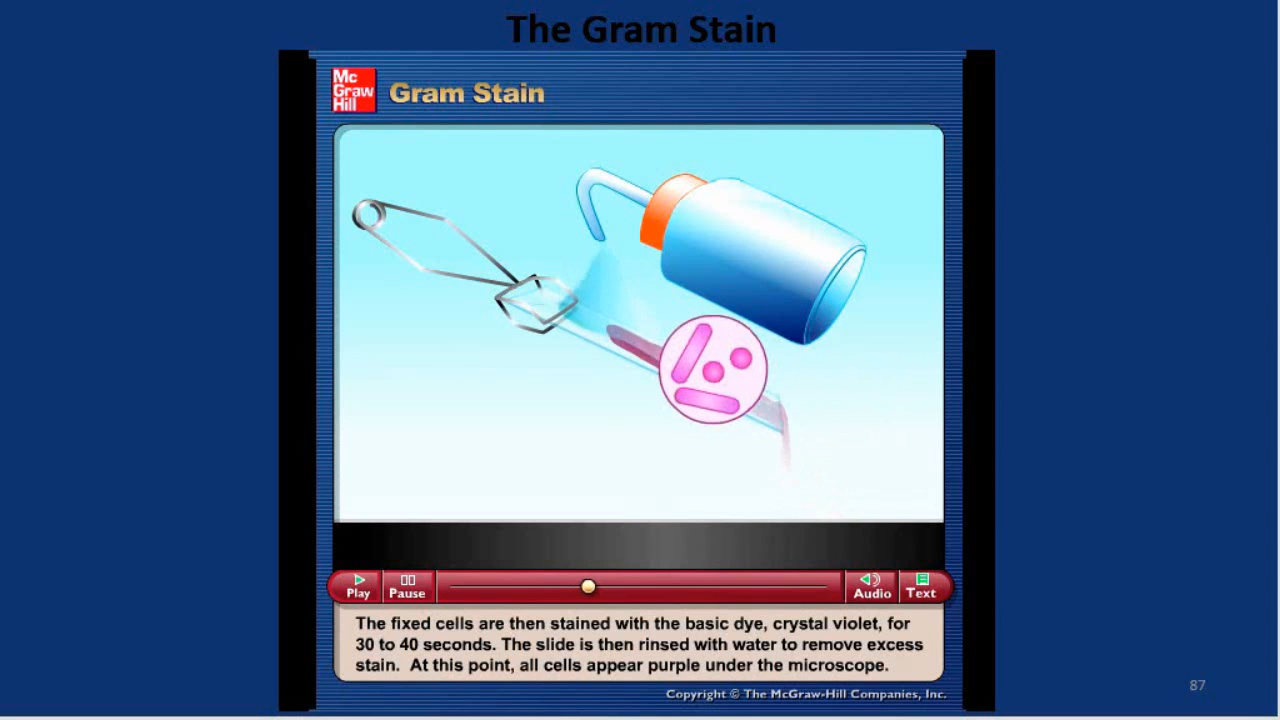 The Gram Stain
Mc
Graw
Hill
Gram Stain
Play
Pause
Audio
Text
The fixed cells are then stained with the basic dye, crystal violet, for
30 to 40 seconds. The slide is then rinsed with water to remove excess
stain. At this point, all cells appear purple under the microscope.
Copyright © The McGraw-Hill Companies, Inc.
87